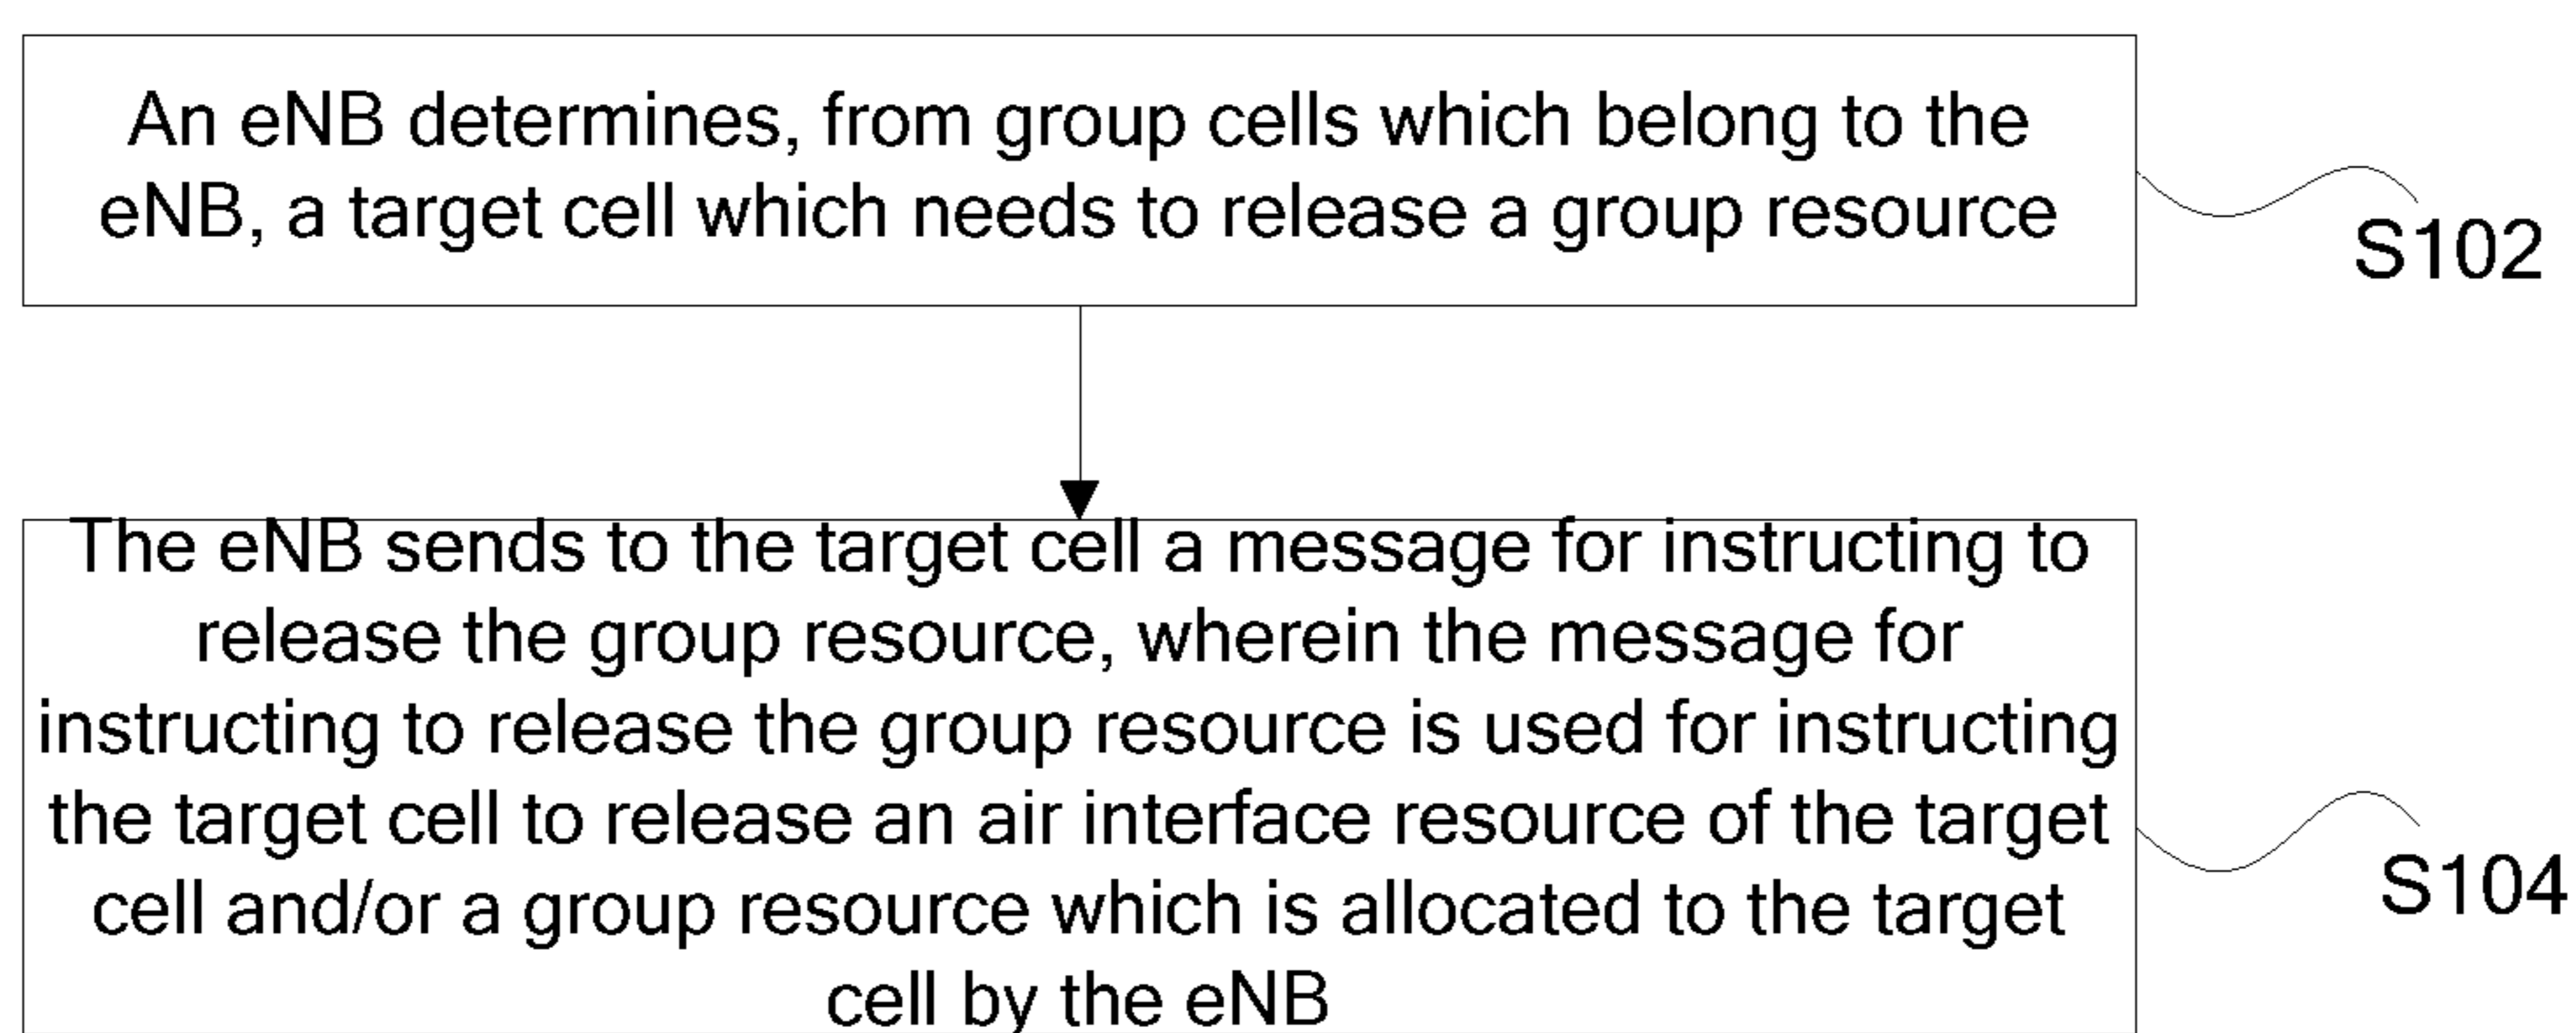 An eNB determines, from group cells which belong to the
eNB, a target cell which needs to release a group resource
S102
The eNB sends to the target cell a message for instructing to
release the group resource, wherein the message for
instructing to release the group resource is used for instructing
the target cell to release an air interface resource of the target
cell and/or a group resource which is allocated to the target
cell by the eNB
S104